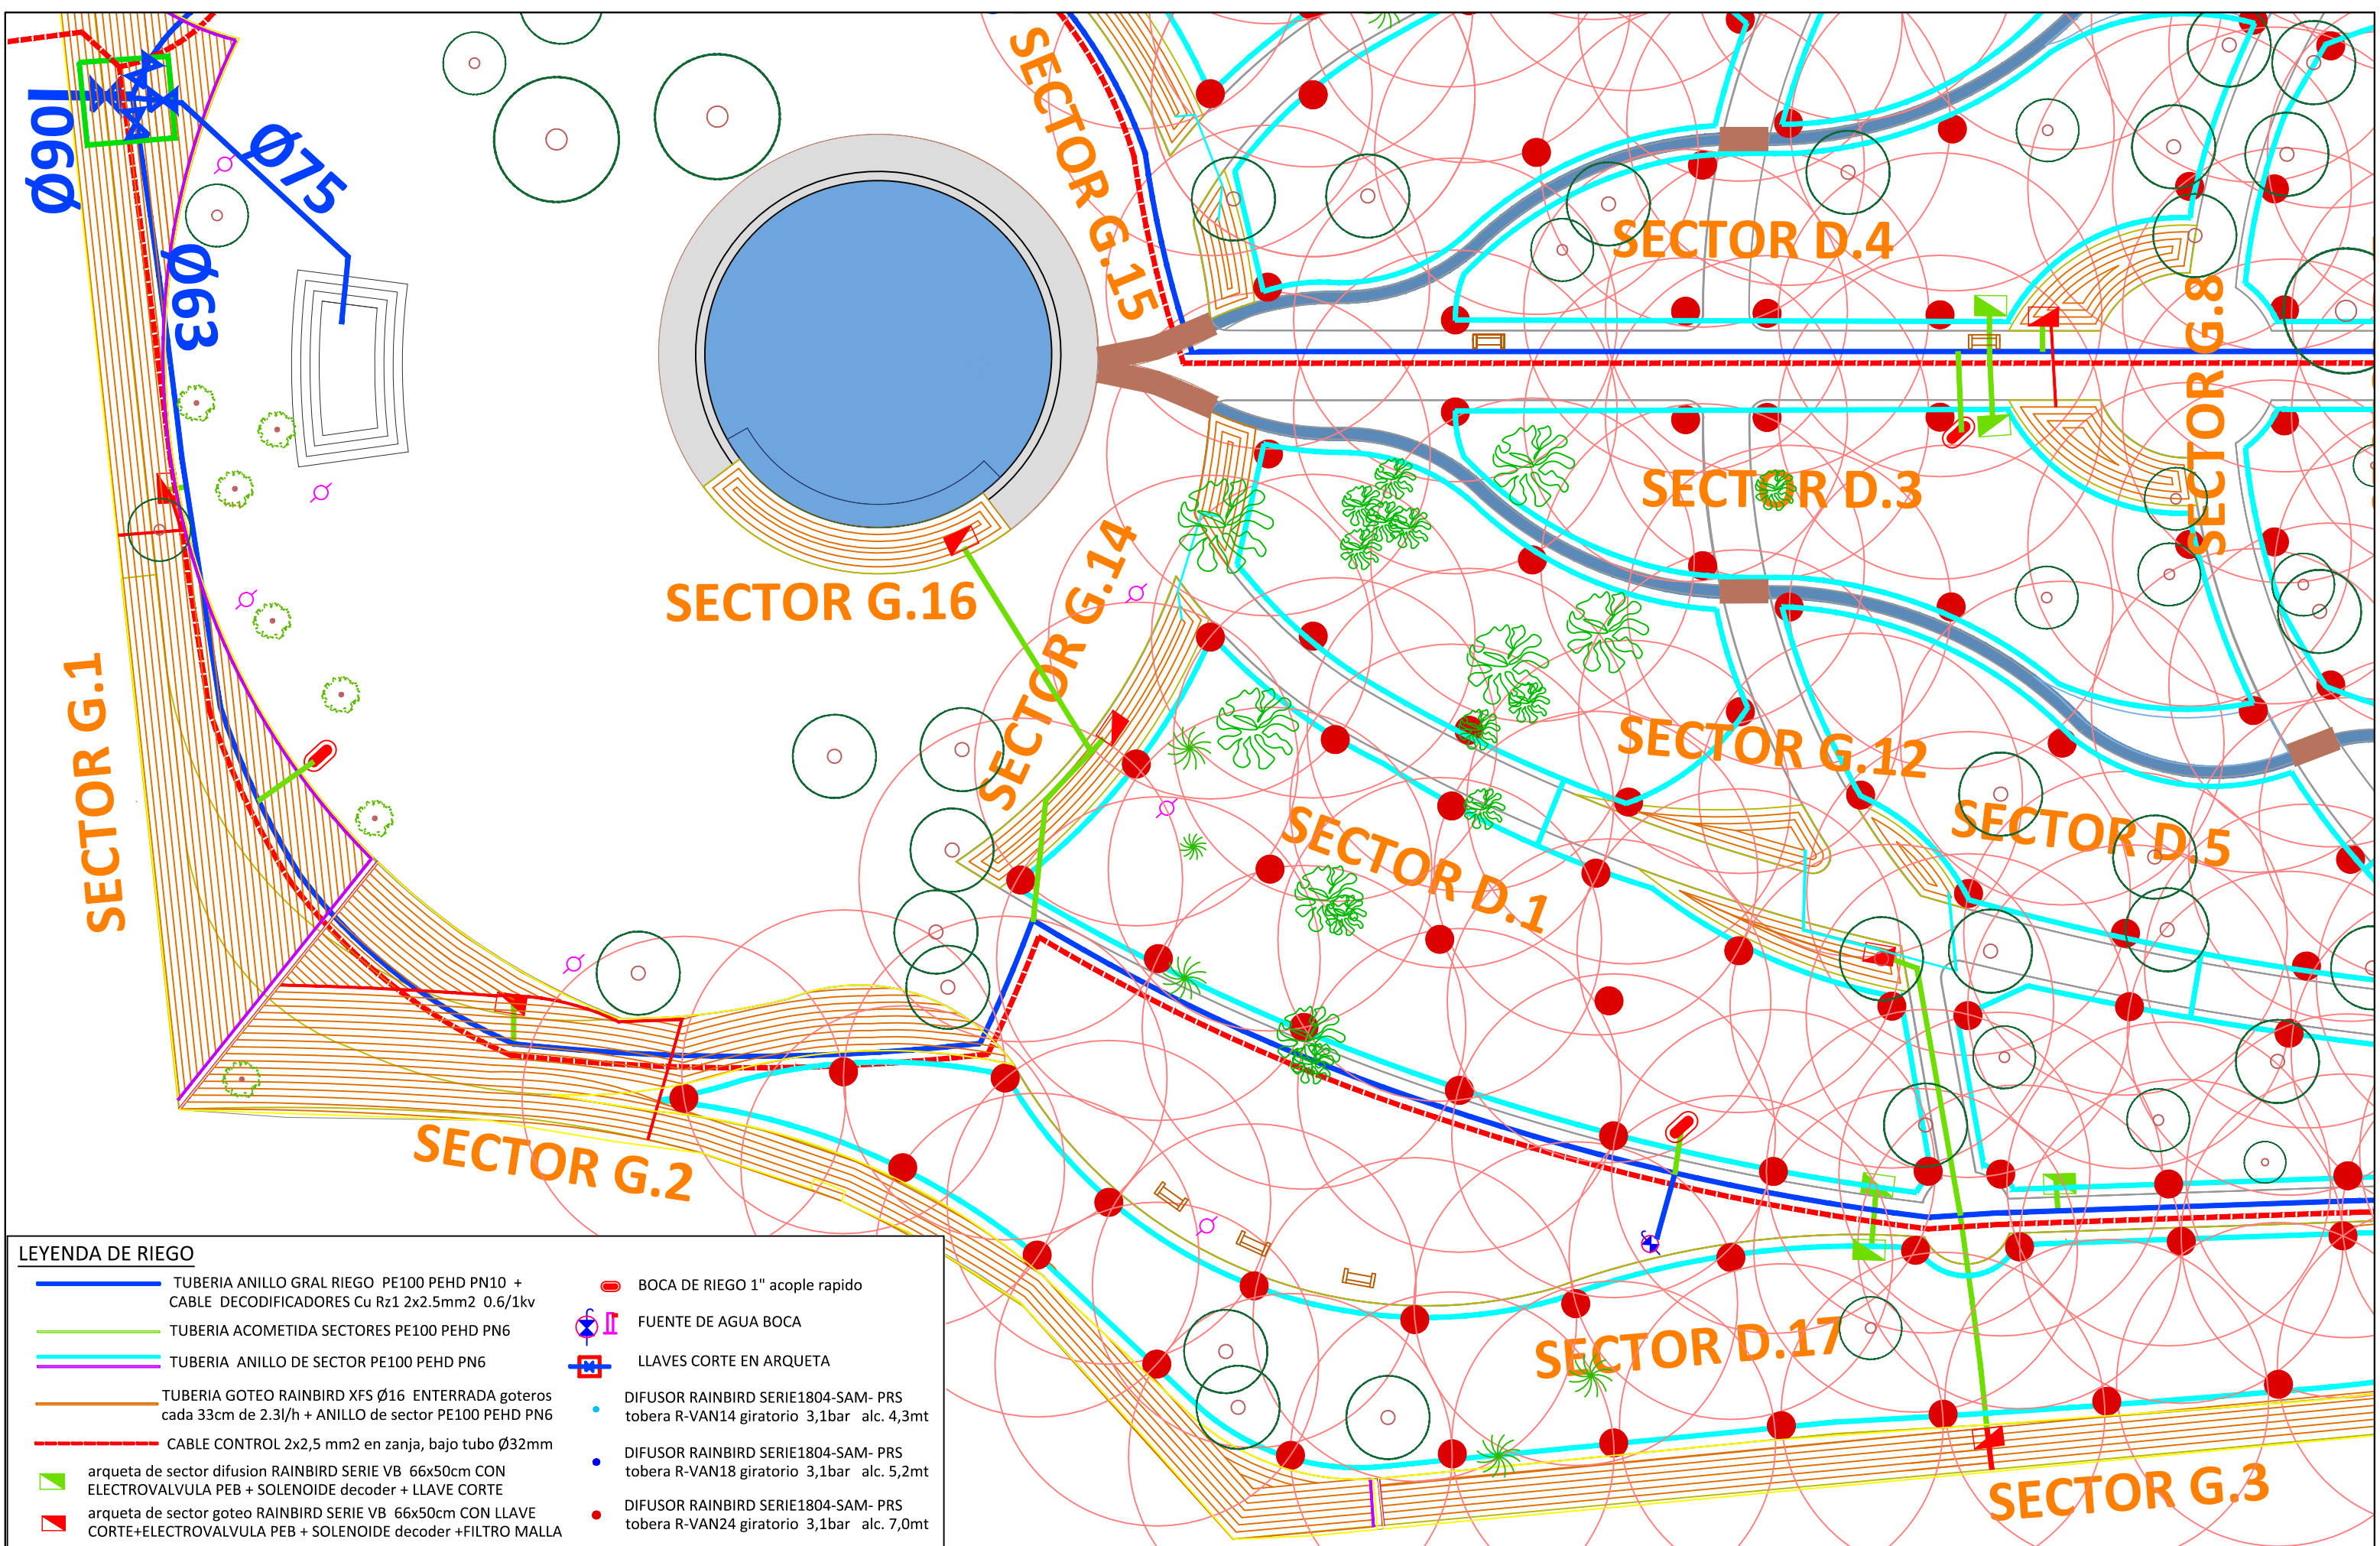 Ø90
Ø75
Ø63
SECTOR G.15
SECTOR D.4
SECTOR G.8
SECTOR D.3
SECTOR G.16
SECTOR G.14
SECTOR G.1
SECTOR G.12
SECTOR D.1
SECTOR D.5
SECTOR G.2
SECTOR D.17
SECTOR G.3
LEYENDA DE RIEGO
TUBERIA ANILLO GRAL RIEGO PE100 PEHD PN10 +
CABLE DECODIFICADORES Cu Rz1 2x2.5mm2 0.6/1kv
TUBERIA ACOMETIDA SECTORES PE100 PEHD PN6
TUBERIA ANILLO DE SECTOR PE100 PEHD PN6
TUBERIA GOTEO RAINBIRD XFS Ø16 ENTERRADA goteros
cada 33cm de 2.3l/h + ANILLO de sector PE100 PEHD PN6
CABLE CONTROL 2x2,5 mm2 en zanja, bajo tubo Ø32mm
arqueta de sector difusion RAINBIRD SERIE VB 66x50cm CON
ELECTROVALVULA PEB + SOLENOIDE decoder + LLAVE CORTE
arqueta de sector goteo RAINBIRD SERIE VB 66x50cm CON LLAVE
CORTE+ELECTROVALVULA PEB + SOLENOIDE decoder +FILTRO MALLA
BOCA DE RIEGO 1" acople rapido
FUENTE DE AGUA BOCA
LLAVES CORTE EN ARQUETA
DIFUSOR RAINBIRD SERIE1804-SAM- PRS
tobera R-VAN14 giratorio 3,1bar alc. 4,3mt
DIFUSOR RAINBIRD SERIE1804-SAM- PRS
tobera R-VAN18 giratorio 3,1bar alc. 5,2mt
DIFUSOR RAINBIRD SERIE1804-SAM- PRS
tobera R-VAN24 giratorio 3,1bar alc. 7,0mt